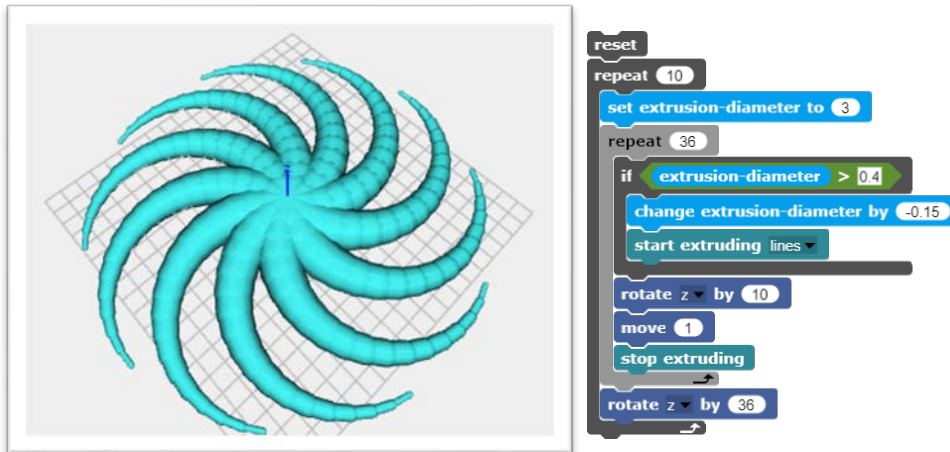 reset
repeat 10
set extrusion-diameter to 3
repeat 36
if extrusion-diameter > 0.4
change extrusion-diameter by -0.15
start extruding lines
rotate z by 10
move 1
stop extruding
rotate z by 36